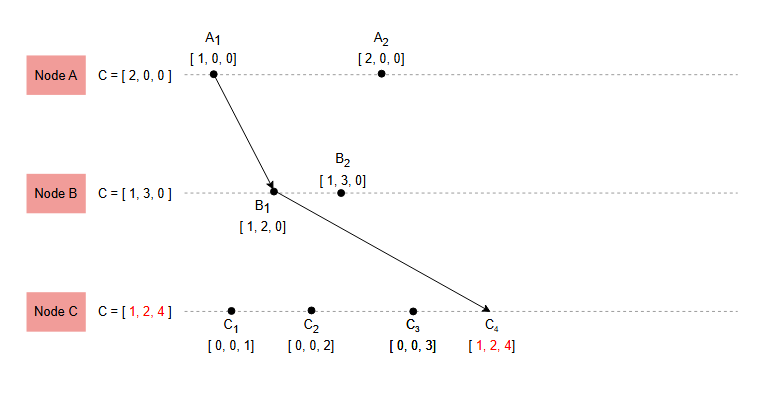 A1 A2
[ 1, 0, 0] [ 2, 0, 0]
Node A C = [ 2, 0, 0 ]
B2
[ 1, 3, 0]
Node B C = [ 1, 3, 0 ]
B1
[ 1, 2, 0]
Node C C = [ 1, 2, 4 ]
C1 C2 C3 C4
[ 0, 0, 1] [ 0, 0, 2] [ 0, 0, 3] [ 1, 2, 4]